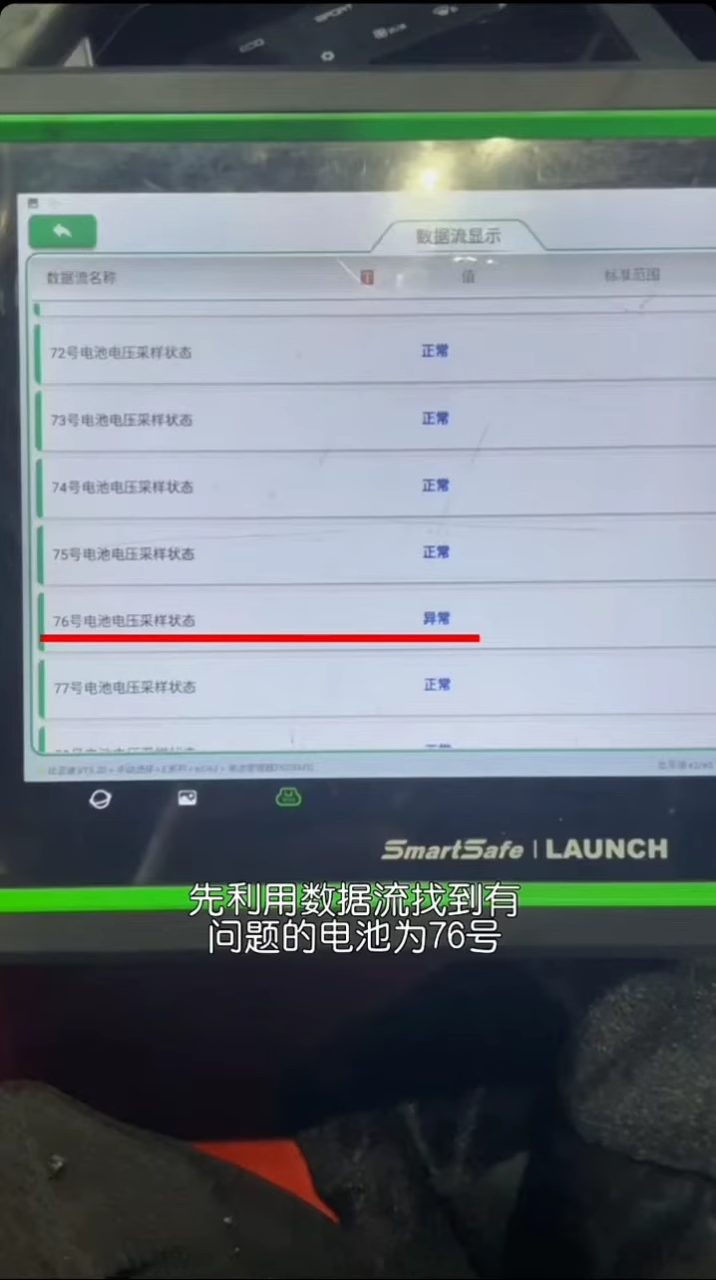 SPORT
ECO
数据流显示
数据流名称 值 标准范围
72号电池电压采样状态 正常
73号电池电压采样状态 正常
74号电池电压采样状态 正常
75号电池电压采样状态 正常
76号电池电压采样状态 异常
77号电池电压采样状态 正常
SmartSafe | LAUNCH
先利用数据流找到有
问题的电池为76号